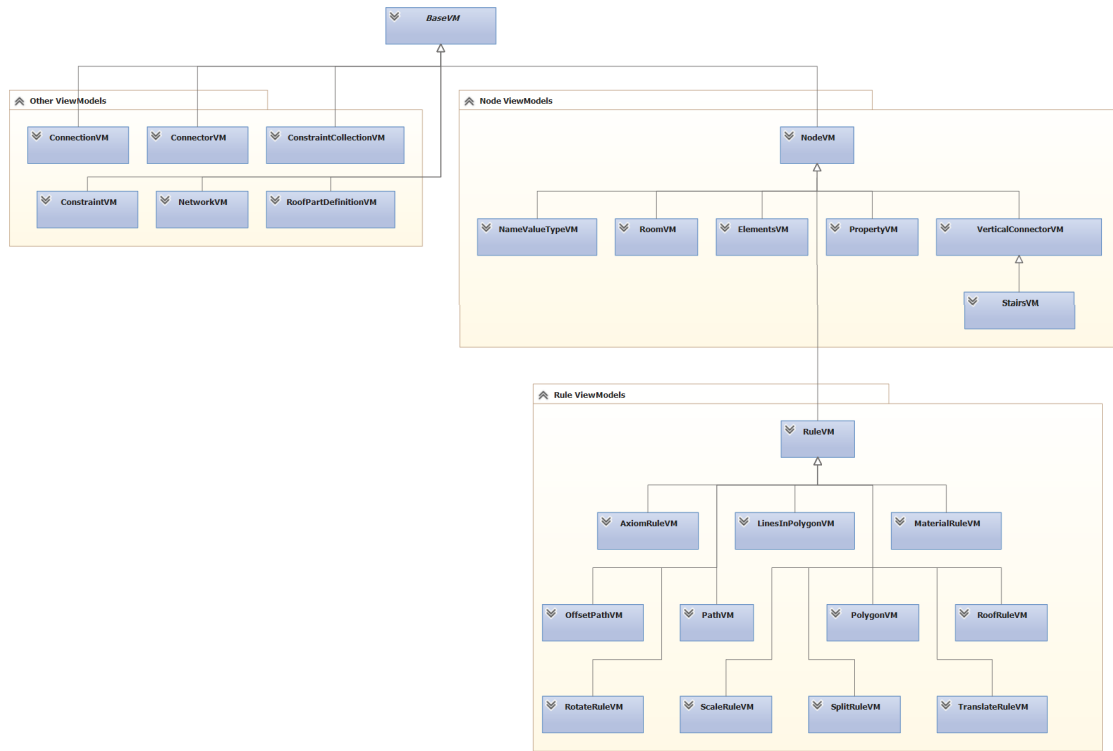 BaseVM
Other ViewModels
ConnectionVM
ConnectorVM
ConstraintCollectionVM
ConstraintVM
NetworkVM
RoofPartDefinitionVM
Node ViewModels
NodeVM
NameValueTypeVM
RoomVM
ElementsVM
PropertyVM
VerticalConnectorVM
StairsVM
Rule ViewModels
RuleVM
AxiomRuleVM
LinesInPolygonVM
MaterialRuleVM
OffsetPathVM
PathVM
PolygonVM
RoofRuleVM
RotateRuleVM
ScaleRuleVM
SplitRuleVM
TranslateRuleVM